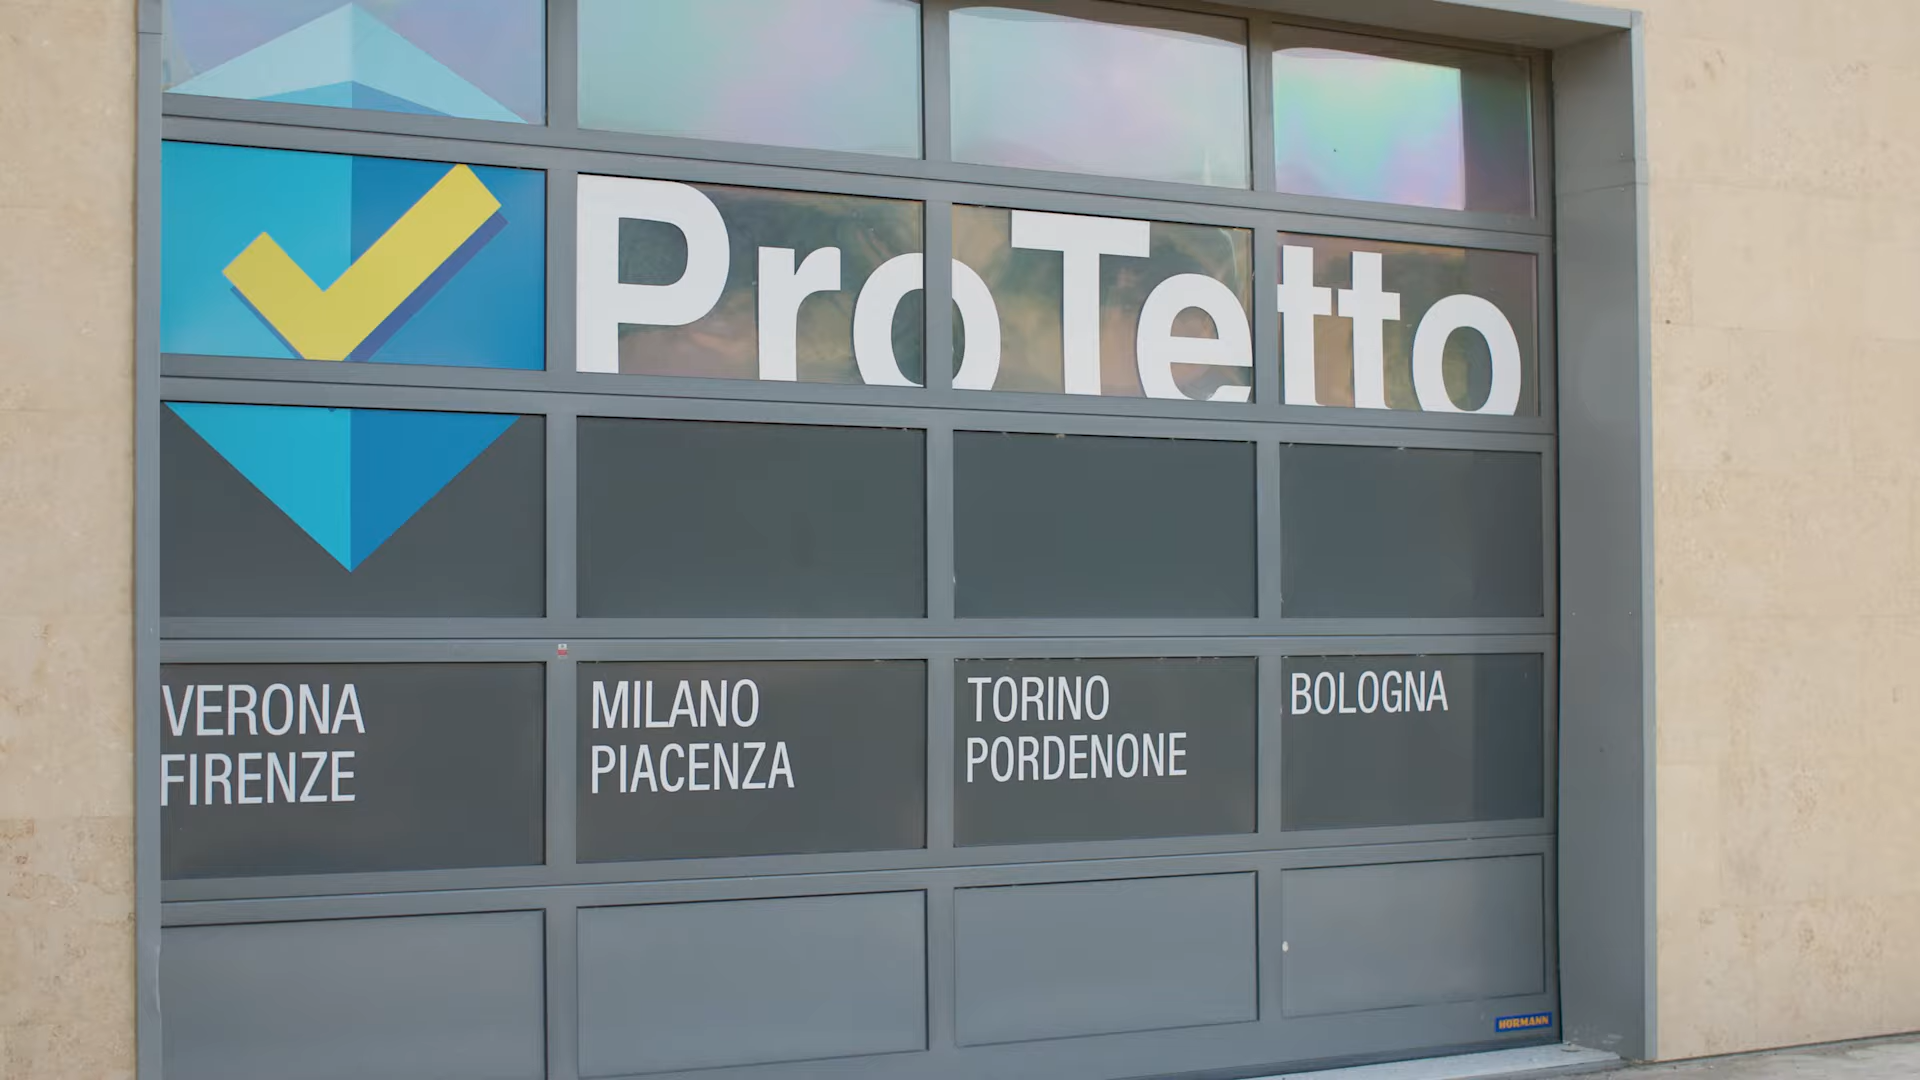 ProTetto
VERONA
FIRENZE
MILANO
PIACENZA
TORINO
PORDENONE
BOLOGNA
HÖRMANN